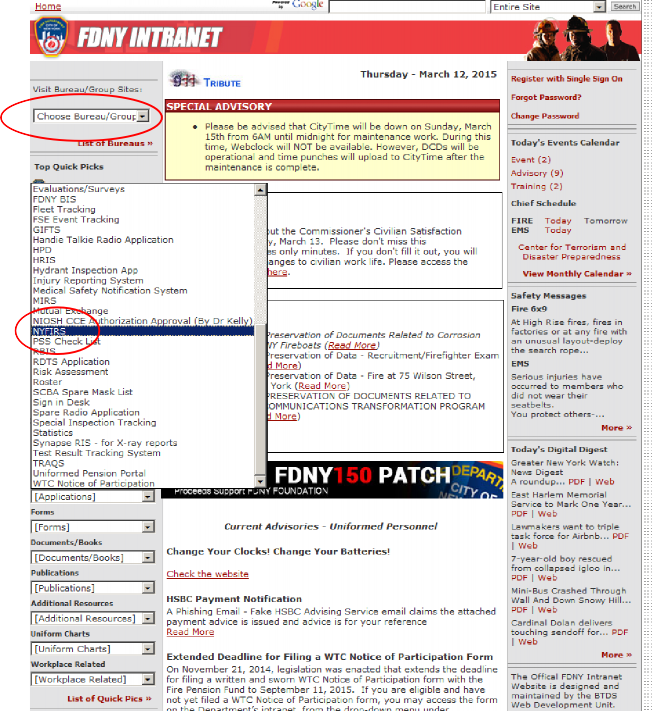 Home
Powered by Google
Entire Site
Search
FDNY INTRANET
Visit Bureau/Group Sites:
Choose Bureau/Group
List of Bureaus »
Top Quick Picks
Evaluations/Surveys
FDNY BIS
Fleet Tracking
FSE Event Tracking
GIFTS
Handie Talkie Radio Application
HPD
HRIS
Hydrant Inspection App
Injury Reporting System
Medical Safety Notification System
MIRS
Mutual Exchange
NIOSH CCE Authorization Approval (By Dr Kelly)
NYFIRS
PSS Check List
RBIS
RDTS Application
Risk Assessment
Roster
SCBA Spare Mask List
Sign in Desk
Spare Radio Application
Special Inspection Tracking
Statistics
Synapse RIS - for X-ray reports
Test Result Tracking System
TRAQS
Uniformed Pension Portal
WTC Notice of Participation
[Applications]
Forms
[Forms]
Documents/Books
[Documents/Books]
Publications
[Publications]
Additional Resources
[Additional Resources]
Uniform Charts
[Uniform Charts]
Workplace Related
[Workplace Related]
List of Quick Pics »
911 TRIBUTE
Thursday - March 12, 2015
SPECIAL ADVISORY
• Please be advised that CityTime will be down on Sunday, March
15th from 6AM until midnight for maintenance work. During this
time, Webclock will NOT be available. However, DCDs will be
operational and time punches will upload to CityTime after the
maintenance is complete.
out the Commissioner's Civilian Satisfaction
y, March 13. Please don't miss this
es only minutes. If you don't fill it out, you will
anges to civilian work life. Please access the
here.
Preservation of Documents Related to Corrosion
NY Fireboats (Read More)
Preservation of Data - Recruitment/Firefighter Exam
d More)
Preservation of Data - Fire at 75 Wilson Street,
York (Read More)
PRESERVATION OF DOCUMENTS RELATED TO
OMMUNICATIONS TRANSFORMATION PROGRAM
d More)
FDNY150 PATCH
DEPAR
CITY OF
Proceeds Support FDNY FOUNDATION
Current Advisories - Uniformed Personnel
Change Your Clocks! Change Your Batteries!
Check the website
HSBC Payment Notification
A Phishing Email - Fake HSBC Advising Service email claims the attached
payment advice is issued and advice is for your reference
Read More
Extended Deadline for Filing a WTC Notice of Participation Form
On November 21, 2014, legislation was enacted that extends the deadline
for filing a written and sworn WTC Notice of Participation form with the
Fire Pension Fund to September 11, 2015. If you are eligible and have
not yet filed a WTC Notice of Participation form, you may access the form
on the Department's intranet, from the drop-down menu under
Register with Single Sign On
Forgot Password?
Change Password
Today's Events Calendar
Event (2)
Advisory (9)
Training (2)
Chief Schedule
FIRE Today Tomorrow
EMS Today
Center for Terrorism and
Disaster Preparedness
View Monthly Calendar »
Safety Messages
Fire 6x9
At High Rise fires, fires in
factories or at any fire with
an unusual layout-deploy
the search rope...
EMS
Serious injuries have
occurred to members who
did not wear their
seatbelts.
You protect others-...
More »
Today's Digital Digest
Greater New York Watch:
News Digest
A roundup... PDF | Web
East Harlem Memorial
Service to Mark One Year...
PDF | Web
Lawmakers want to triple
task force for Airbnb... PDF
| Web
7-year-old boy rescued
from collapsed igloo in...
PDF | Web
Mini-Bus Crashed Through
Wall And Down Snowy Hill...
PDF | Web
Cardinal Dolan delivers
touching sendoff for... PDF
| Web
More »
The Offical FDNY Intranet
Website is designed and
maintained by the BTDS
Web Development Unit.